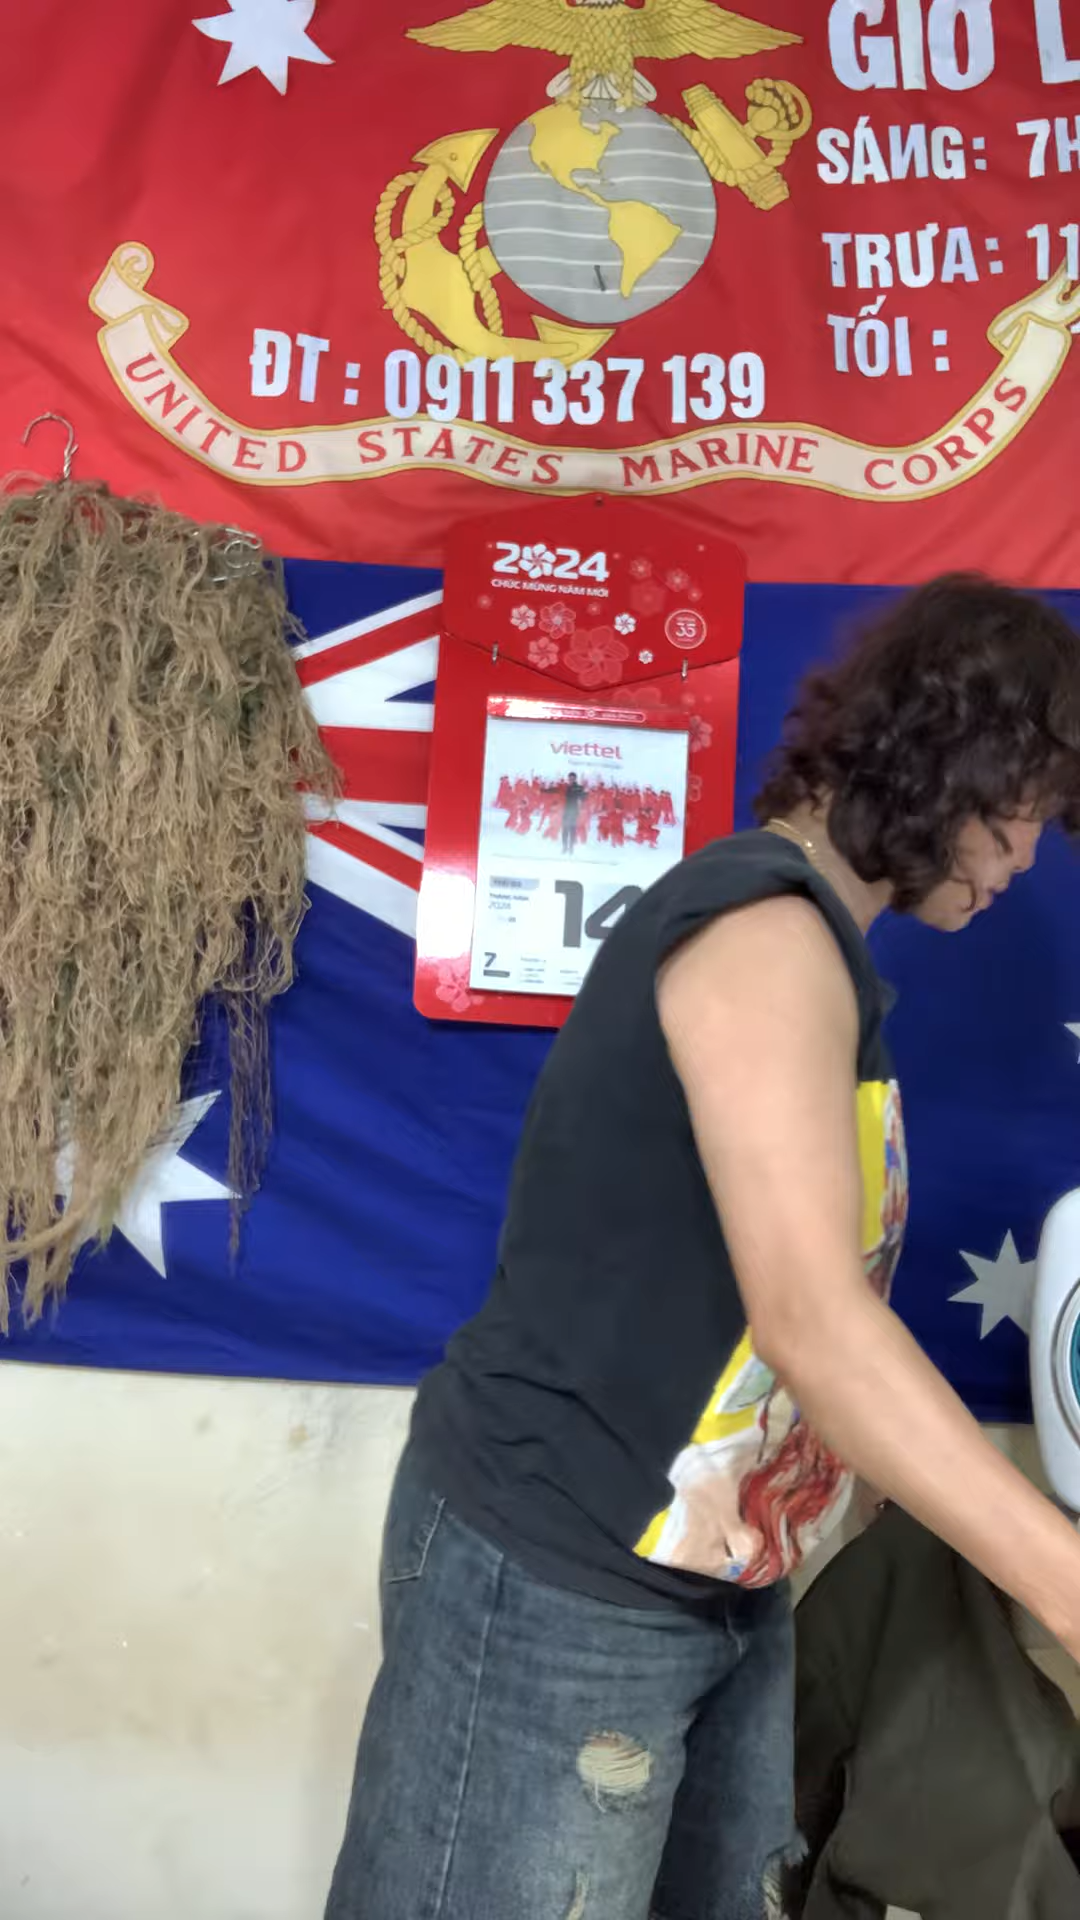 GIỜ L
SÁNG: 7H
TRƯA: 11
TỐI :
ĐT : 0911 337 139
UNITED STATES MARINE CORPS
2024
CHÚC MỪNG NĂM MỚI
35
viettel
14
2024
7